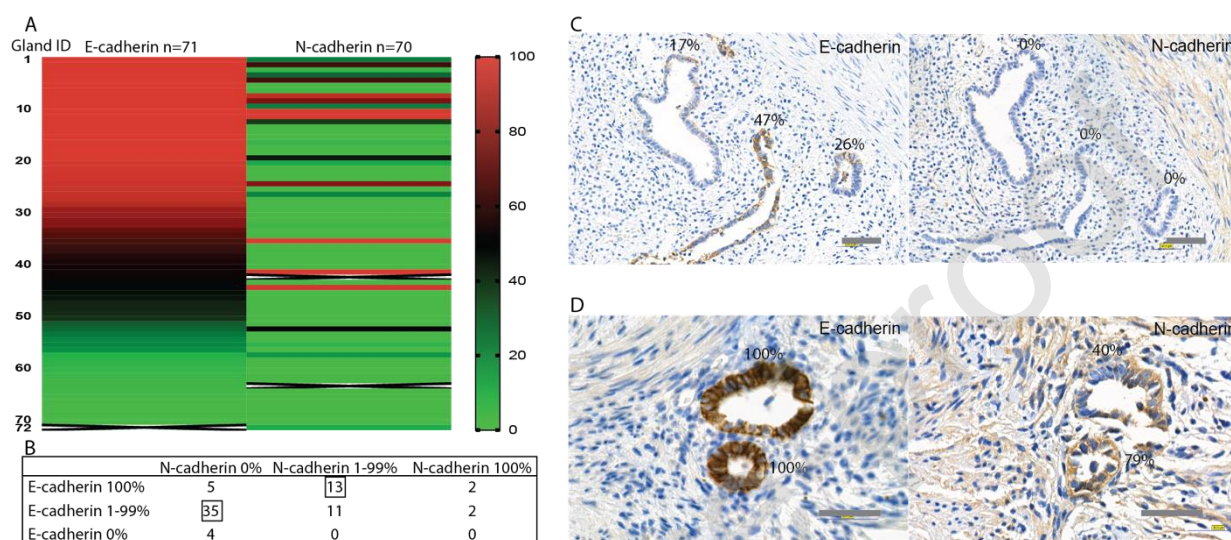 A
Gland ID E-cadherin n=71 N-cadherin n=70
1
10
20
30
40
50
60
70
72
100
80
60
40
20
0
B
N-cadherin 0% N-cadherin 1-99% N-cadherin 100%
E-cadherin 100% 5 13 2
E-cadherin 1-99% 35 11 2
E-cadherin 0% 4 0 0
C
E-cadherin
17%
47%
26%
N-cadherin
0%
0%
0%
D
E-cadherin
100%
100%
N-cadherin
40%
79%